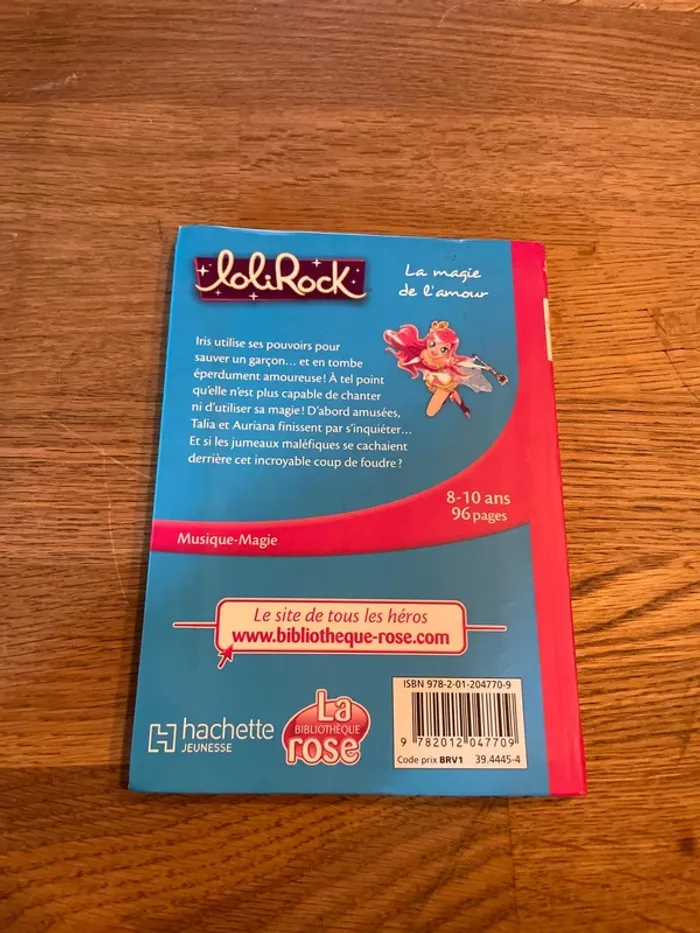 LoliRock
La magie
de l'amour
Iris utilise ses pouvoirs pour
sauver un garçon... et en tombe
éperdument amoureuse ! À tel point
qu'elle n'est plus capable de chanter
ni d'utiliser sa magie ! D'abord amusées,
Talia et Auriana finissent par s'inquiéter...
Et si les jumeaux maléfiques se cachaient
derrière cet incroyable coup de foudre ?
8-10 ans
96 pages
Musique-Magie
Le site de tous les héros
www.bibliotheque-rose.com
hachette
JEUNESSE
La
BIBLIOTHÈQUE
rose
ISBN 978-2-01-204770-9
9 782012 047709
Code prix BRV1 39.4445-4